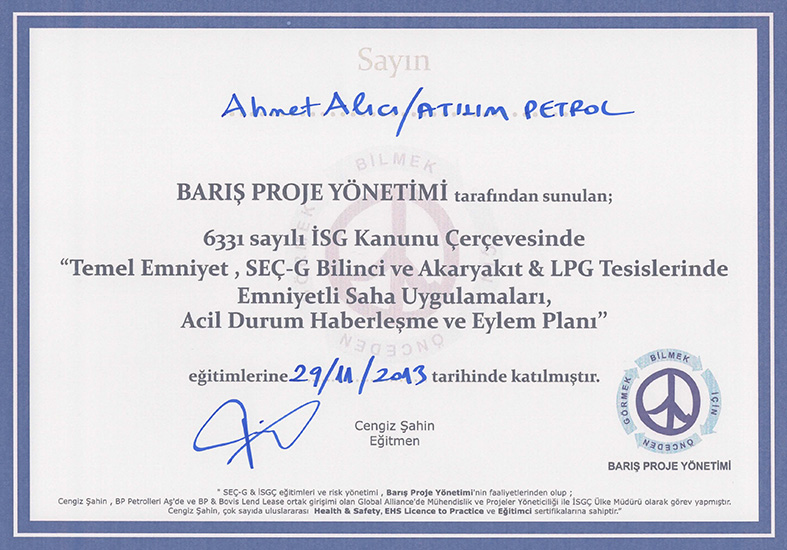 Sayın
Ahmet Alıcı/ATILIM PETROL
BİLMEK
İÇİN
ÖNCEDEN
GÖRMEK
BARIŞ PROJE YÖNETİMİ tarafından sunulan;
6331 sayılı İSG Kanunu Çerçevesinde
“Temel Emniyet , SEÇ-G Bilinci ve Akaryakıt & LPG Tesislerinde
Emniyetli Saha Uygulamaları,
Acil Durum Haberleşme ve Eylem Planı”
eğitimlerine 29/11/2013 tarihinde katılmıştır.
Cengiz Şahin
Eğitmen
BİLMEK
İÇİN
ÖNCEDEN
GÖRMEK
BARIŞ PROJE YÖNETİMİ
" SEÇ-G & İSGÇ eğitimleri ve risk yönetimi , Barış Proje Yönetimi'nin faaliyetlerinden olup ;
Cengiz Şahin , BP Petrolleri Aş'de ve BP & Bovis Lend Lease ortak girişimi olan Global Alliance'de Mühendislik ve Projeler Yöneticiliği ile İSGÇ Ülke Müdürü olarak görev yapmıştır.
Cengiz Şahin, çok sayıda uluslararası Health & Safety, EHS Licence to Practice ve Eğitimci sertifikalarına sahiptir."